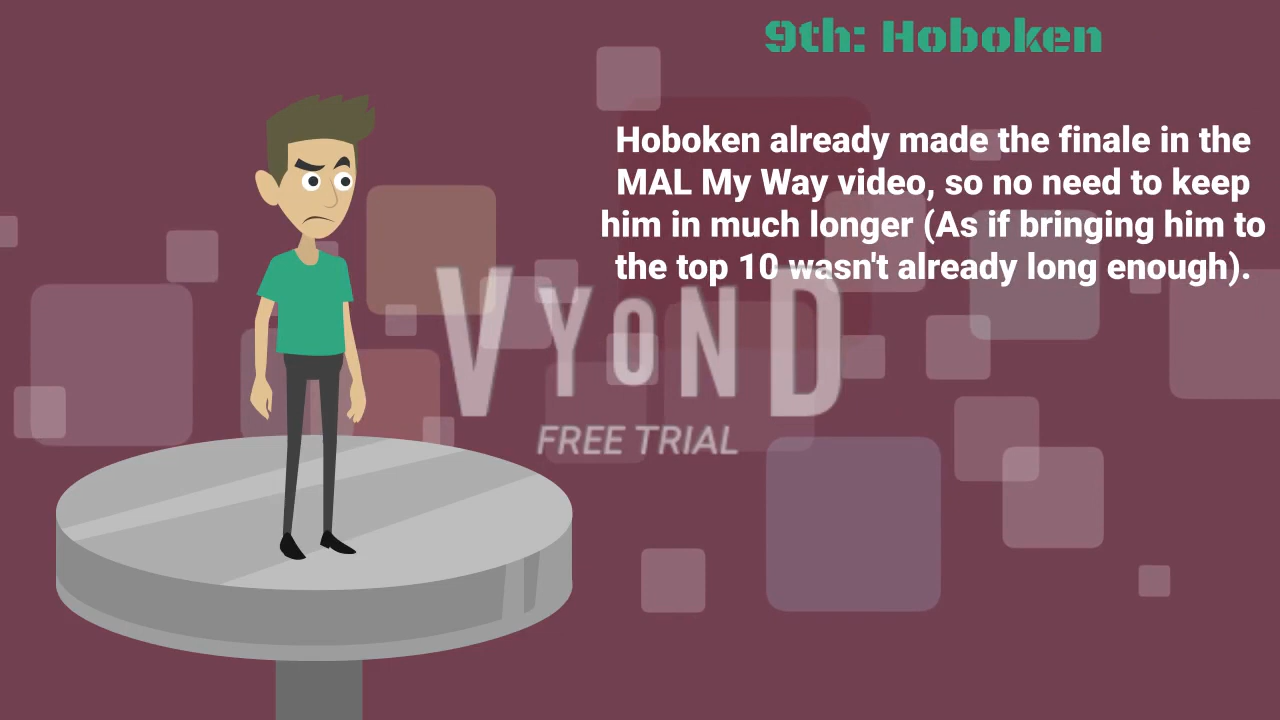 9th: Hoboken
Hoboken already made the finale in the
MAL My Way video, so no need to keep
him in much longer (As if bringing him to
the top 10 wasn't already long enough).
VYOND
FREE TRIAL